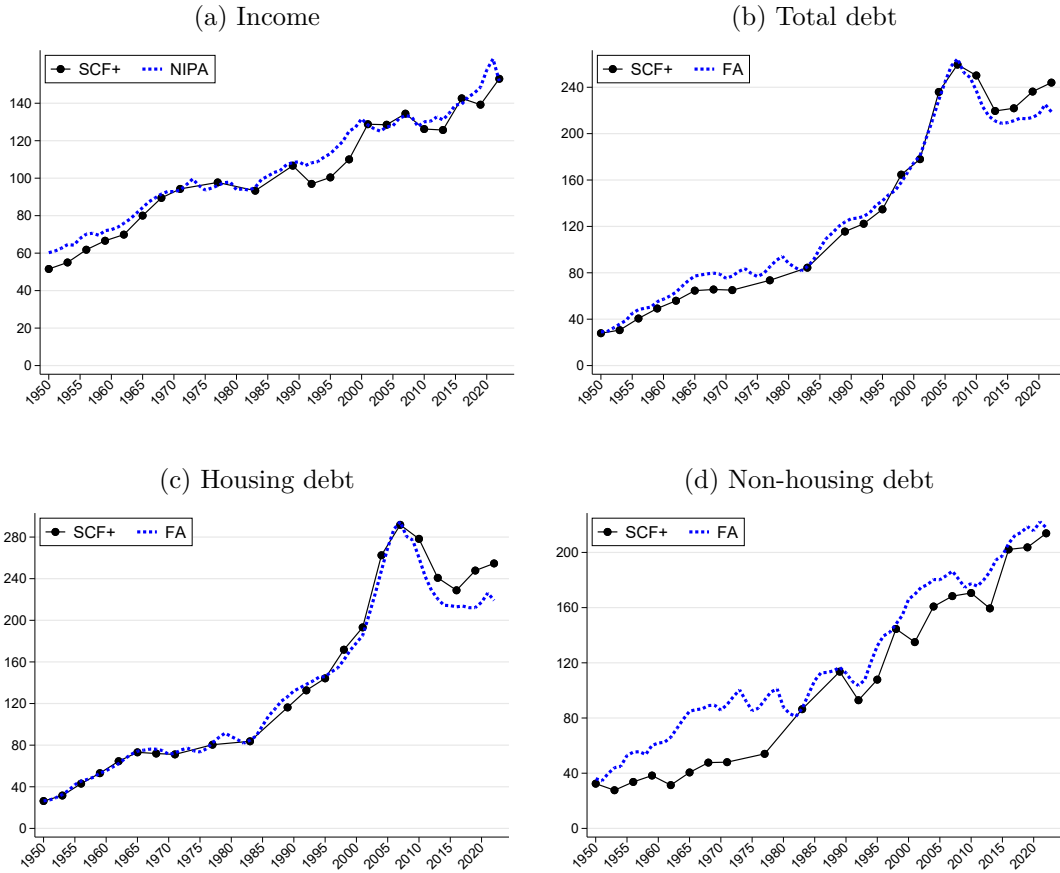 (a) Income
SCF+ NIPA
0 20 40 60 80 100 120 140
1950 1955 1960 1965 1970 1975 1980 1985 1990 1995 2000 2005 2010 2015 2020
(b) Total debt
SCF+ FA
0 40 80 120 160 200 240
1950 1955 1960 1965 1970 1975 1980 1985 1990 1995 2000 2005 2010 2015 2020
(c) Housing debt
SCF+ FA
0 40 80 120 160 200 240 280
1950 1955 1960 1965 1970 1975 1980 1985 1990 1995 2000 2005 2010 2015 2020
(d) Non-housing debt
SCF+ FA
0 40 80 120 160 200
1950 1955 1960 1965 1970 1975 1980 1985 1990 1995 2000 2005 2010 2015 2020